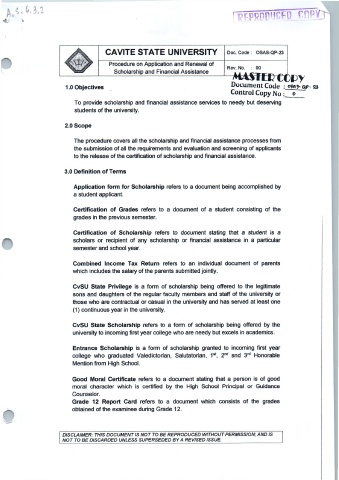 A.3.6.3.2
REPRODUCED COPY
CAVITE STATE UNIVERSITY
Doc. Code : OSAS-QP-23
Procedure on Application and Renewal of
Scholarship and Financial Assistance
Rev. No. : 00
MASTER COPY
Document Code : OSAS-QP-23
Control Copy No : 0
1.0 Objectives
To provide scholarship and financial assistance services to needy but deserving
students of the university.
2.0 Scope
The procedure covers all the scholarship and financial assistance processes from
the submission of all the requirements and evaluation and screening of applicants
to the release of the certification of scholarship and financial assistance.
3.0 Definition of Terms
Application form for Scholarship refers to a document being accomplished by
a student applicant.
Certification of Grades refers to a document of a student consisting of the
grades in the previous semester.
Certification of Scholarship refers to document stating that a student is a
scholars or recipient of any scholarship or financial assistance in a particular
semester and school year.
Combined Income Tax Return refers to an individual document of parents
which includes the salary of the parents submitted jointly.
CvSU State Privilege is a form of scholarship being offered to the legitimate
sons and daughters of the regular faculty members and staff of the university or
those who are contractual or casual in the university and has served at least one
(1) continuous year in the university.
CvSU State Scholarship refers to a form of scholarship being offered by the
university to incoming first year college who are needy but excels in academics.
Entrance Scholarship is a form of scholarship granted to incoming first year
college who graduated Valedictorian, Salutatorian, 1st, 2nd and 3rd Honorable
Mention from High School.
Good Moral Certificate refers to a document stating that a person is of good
moral character which is certified by the High School Principal or Guidance
Counselor.
Grade 12 Report Card refers to a document which consists of the grades
obtained of the examinee during Grade 12.
DISCLAIMER: THIS DOCUMENT IS NOT TO BE REPRODUCED WITHOUT PERMISSION; AND IS
NOT TO BE DISCARDED UNLESS SUPERSEDED BY A REVISED ISSUE.